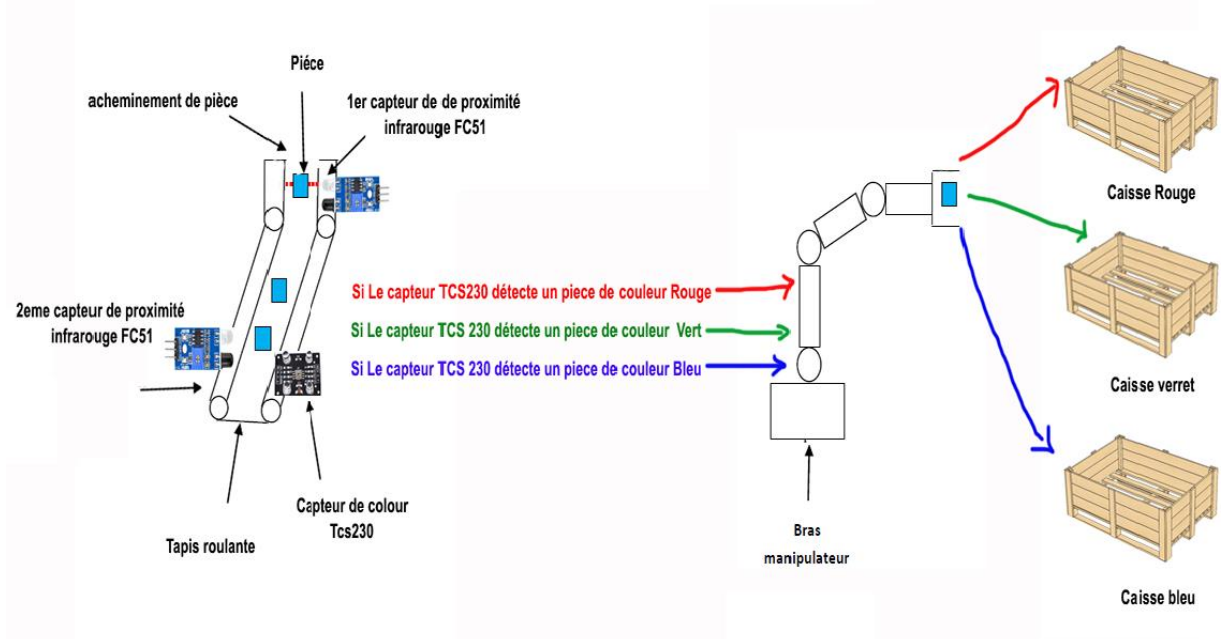 Piéce
acheminement de pièce
1er capteur de de proximité
infrarouge FC51
Caisse Rouge
2eme capteur de proximité
infrarouge FC51
Si Le capteur TCS230 détecte un piece de couleur Rouge
Si Le capteur TCS 230 détecte un piece de couleur Vert
Si Le capteur TCS 230 détecte un piece de couleur Bleu
Caisse verret
Capteur de colour
Tcs230
Tapis roulante
Bras
manipulateur
Caisse bleu